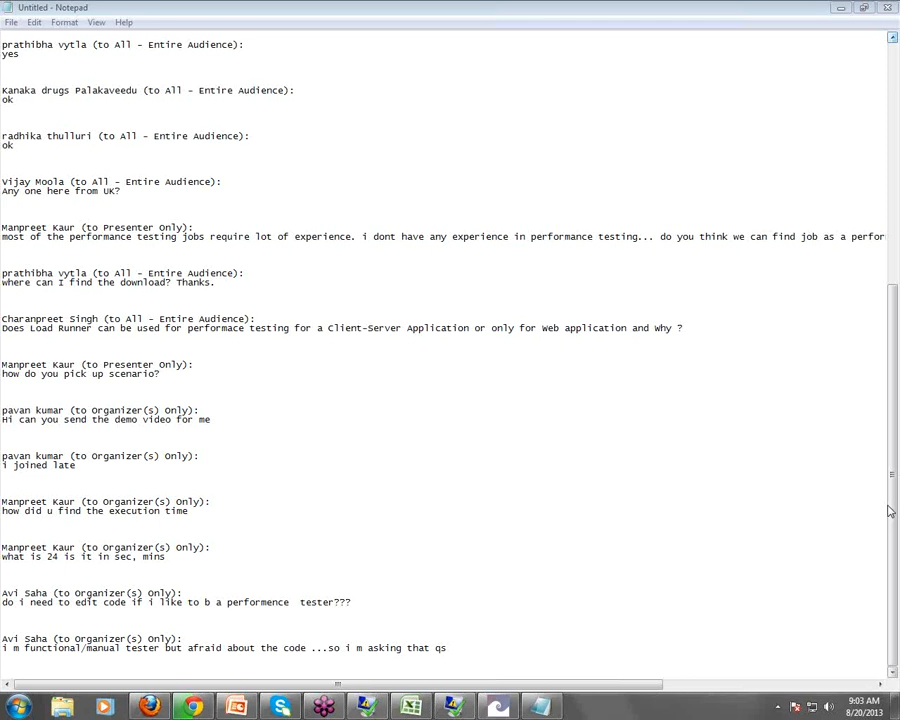 Untitled - Notepad
File Edit Format View Help
prathibha vytla (to All - Entire Audience):
yes
Kanaka drugs Palakaveedu (to All - Entire Audience):
ok
radhika thulluri (to All - Entire Audience):
ok
Vijay Moola (to All - Entire Audience):
Any one here from UK?
Manpreet Kaur (to Presenter Only):
most of the performance testing jobs require lot of experience. i dont have any experience in performance testing... do you think we can find job as a perfor
prathibha vytla (to All - Entire Audience):
where can I find the download? Thanks.
Charanpreet Singh (to All - Entire Audience):
Does Load Runner can be used for performace testing for a Client-Server Application or only for Web application and Why ?
Manpreet Kaur (to Presenter Only):
how do you pick up scenario?
pavan kumar (to Organizer(s) Only):
Hi can you send the demo video for me
pavan kumar (to Organizer(s) Only):
i joined late
Manpreet Kaur (to Organizer(s) Only):
how did u find the execution time
Manpreet Kaur (to Organizer(s) Only):
what is 24 is it in sec, mins
Avi Saha (to Organizer(s) Only):
do i need to edit code if i like to b a performence  tester???
Avi Saha (to Organizer(s) Only):
i m functional/manual tester but afraid about the code ...so i m asking that qs
9:03 AM
8/20/2013